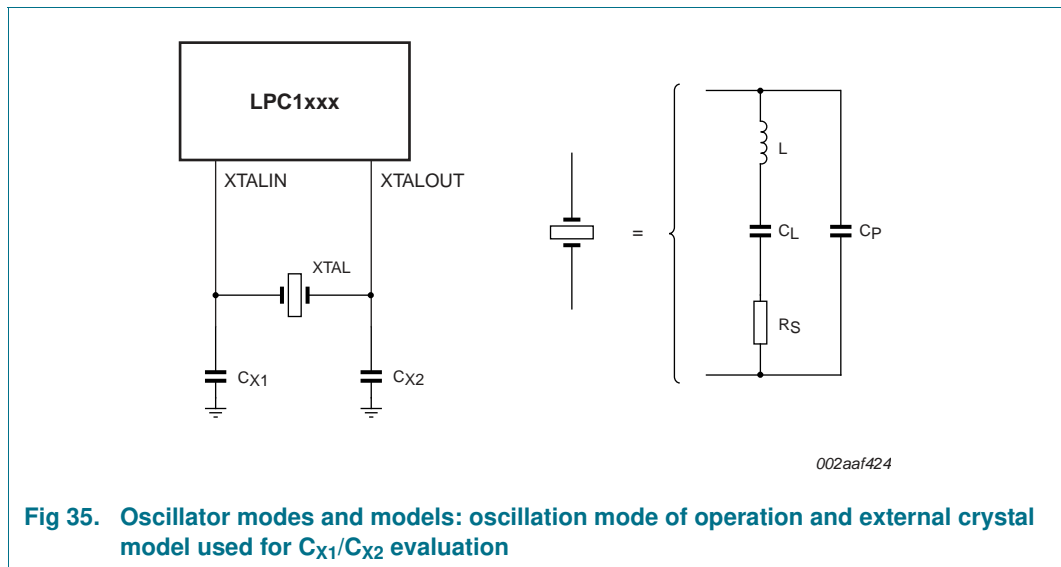 LPC1xxx
XTALIN XTALOUT
XTAL
CX1 CX2
=
L
CL CP
RS
002aaf424
Fig 35. Oscillator modes and models: oscillation mode of operation and external crystal
model used for CX1/CX2 evaluation